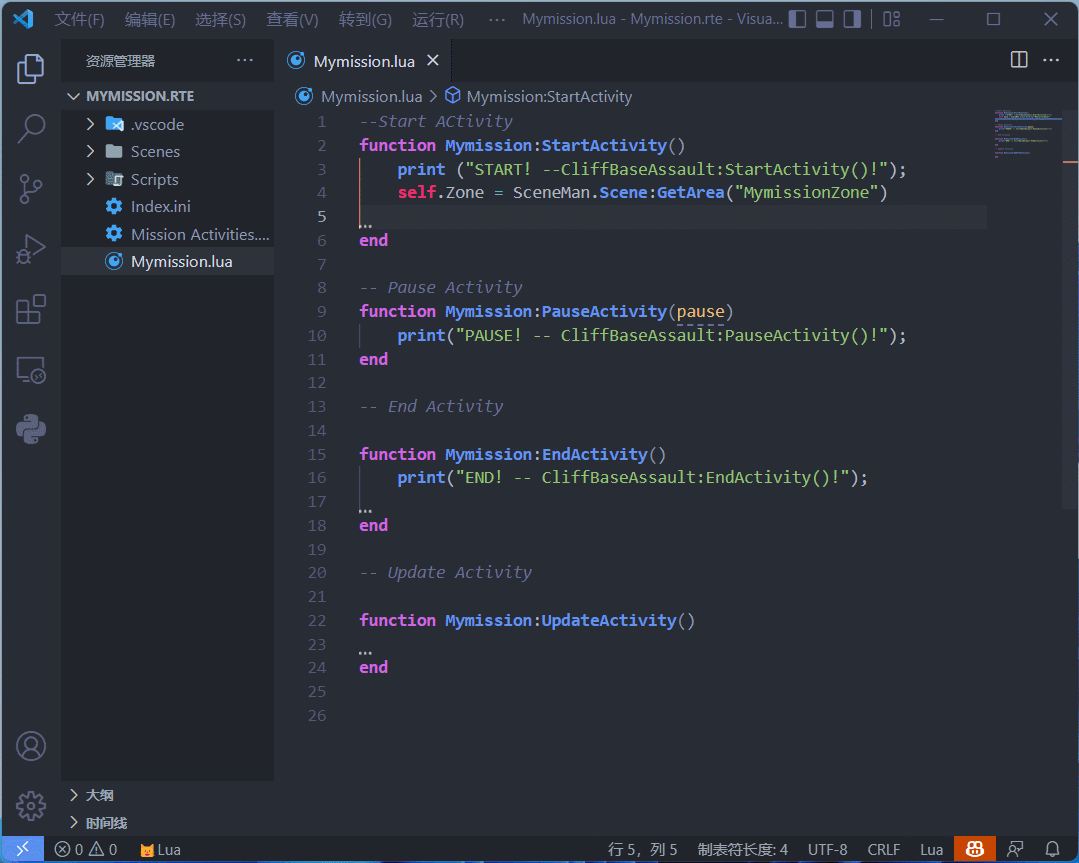 文件(F) 编辑(E) 选择(S) 查看(V) 转到(G) 运行(R) ··· Mymission.lua - Mymission.rte - Visua...
资源管理器 ···
MYMISSION.RTE
.vscode
Scenes
Scripts
Index.ini
Mission Activities....
Mymission.lua
大纲
时间线
Mymission.lua
Mymission.lua > Mymission:StartActivity
1 --Start ACtivity
2 function Mymission:StartActivity()
3 print ("START! --CliffBaseAssault:StartActivity()!");
4 self.Zone = SceneMan.Scene:GetArea("MymissionZone")
5 ...
6 end
7
8 -- Pause Activity
9 function Mymission:PauseActivity(pause)
10 print("PAUSE! -- CliffBaseAssault:PauseActivity()!");
11 end
12
13 -- End Activity
14
15 function Mymission:EndActivity()
16 print("END! -- CliffBaseAssault:EndActivity()!");
17 ...
18 end
19
20 -- Update Activity
21
22 function Mymission:UpdateActivity()
23 ...
24 end
25
26
0 0 Lua 行 5，列 5 制表符长度: 4 UTF-8 CRLF Lua